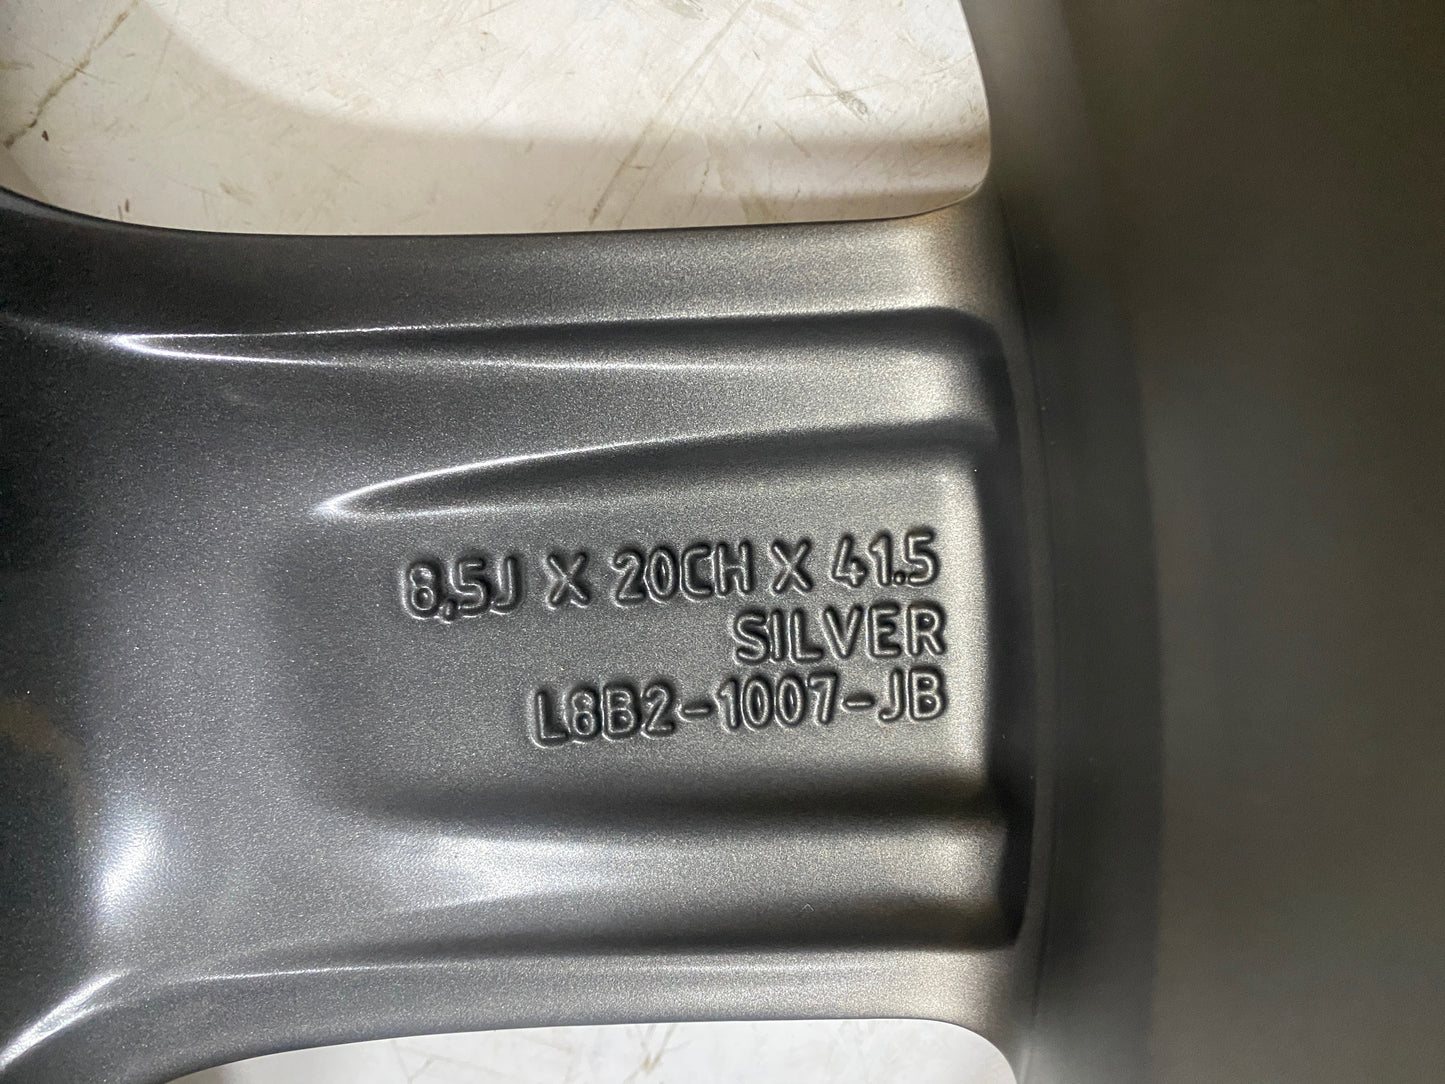 8,5J X 20CH X 41.5
SILVER
L8B2-1007-JB